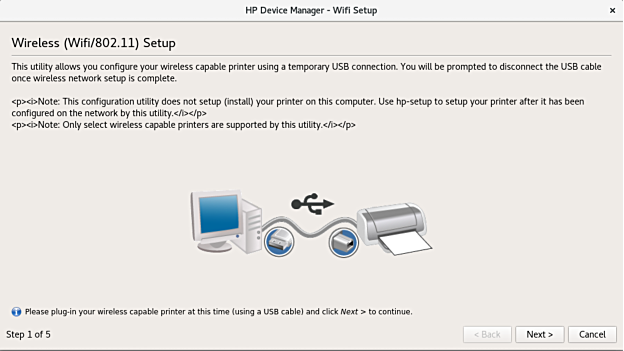 HP Device Manager - Wifi Setup
Wireless (Wifi/802.11) Setup
This utility allows you configure your wireless capable printer using a temporary USB connection. You will be prompted to disconnect the USB cable
once wireless network setup is complete.
<p><i>Note: This configuration utility does not setup (install) your printer on this computer. Use hp-setup to setup your printer after it has been
configured on the network by this utility.</i></p>
<p><i>Note: Only select wireless capable printers are supported by this utility.</i></p>
Please plug-in your wireless capable printer at this time (using a USB cable) and click Next > to continue.
Step 1 of 5
< Back
Next >
Cancel